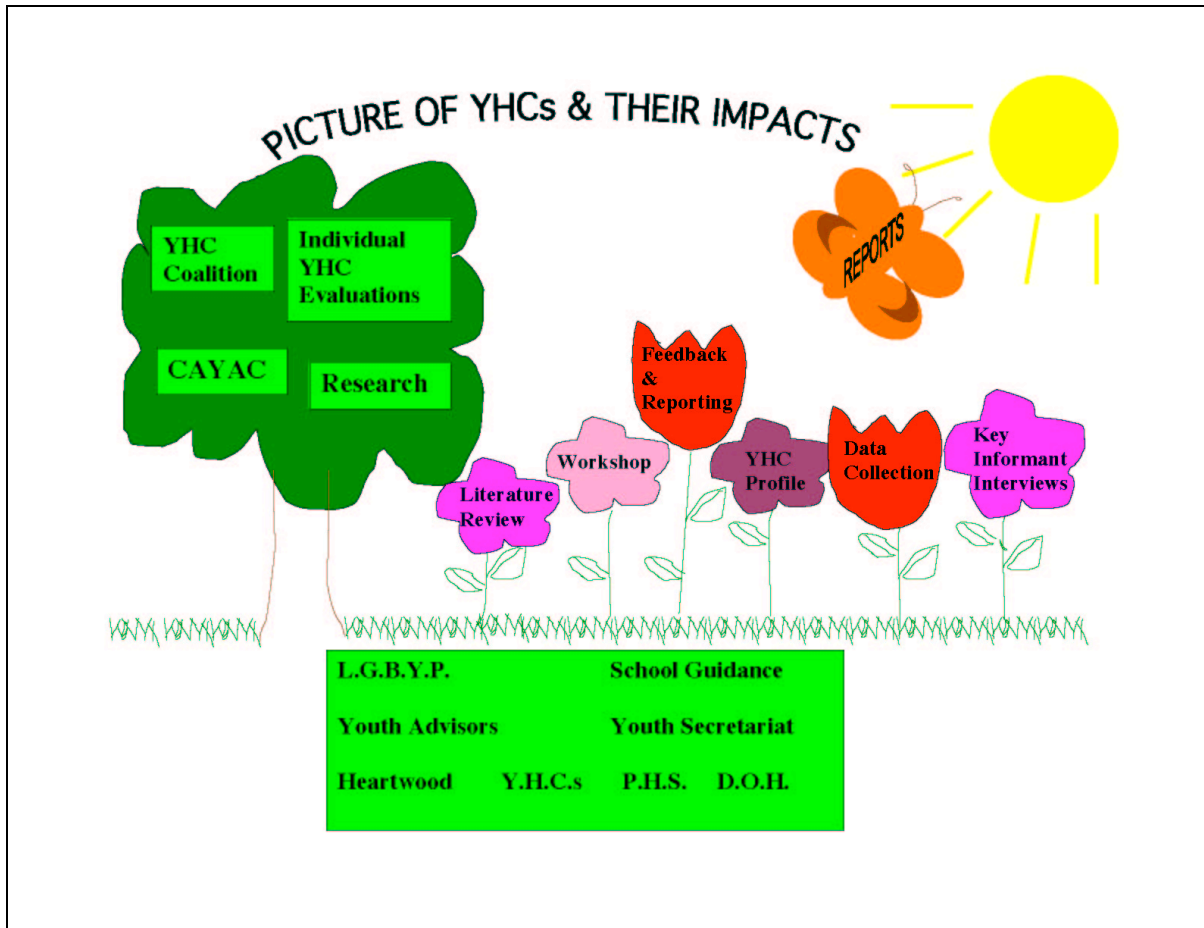 PICTURE OF YHCs & THEIR IMPACTS
REPORTS
YHC
Coalition
Individual
YHC
Evaluations
CAYAC
Research
Literature
Review
Workshop
Feedback
&
Reporting
YHC
Profile
Data
Collection
Key
Informant
Interviews
L.G.B.Y.P. School Guidance
Youth Advisors Youth Secretariat
Heartwood Y.H.C.s P.H.S. D.O.H.